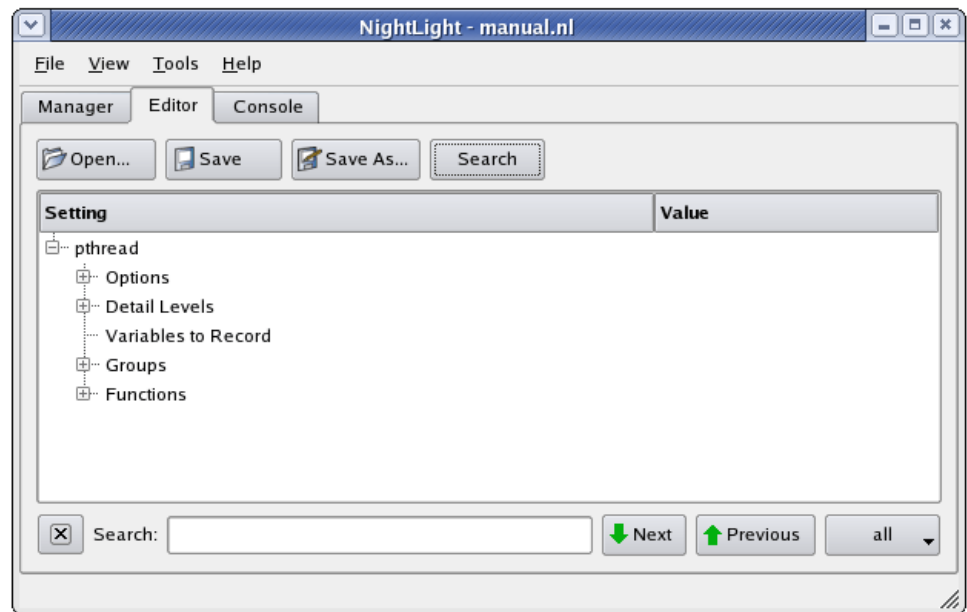 NightLight - manual.nl
File View Tools Help
Manager Editor Console
Open... Save Save As... Search
Setting Value
pthread
Options
Detail Levels
Variables to Record
Groups
Functions
Search: Next Previous all